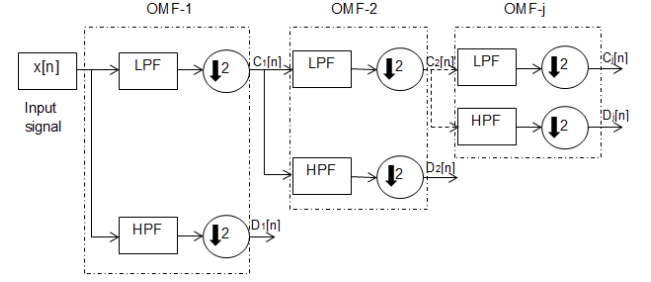 OMF-1
OMF-2
OMF-j
x[n]
Input
signal
LPF
2
C1[n]
LPF
2
C2[n]
LPF
2
Cj[n]
HPF
2
Dj[n]
HPF
2
D2[n]
HPF
2
D1[n]